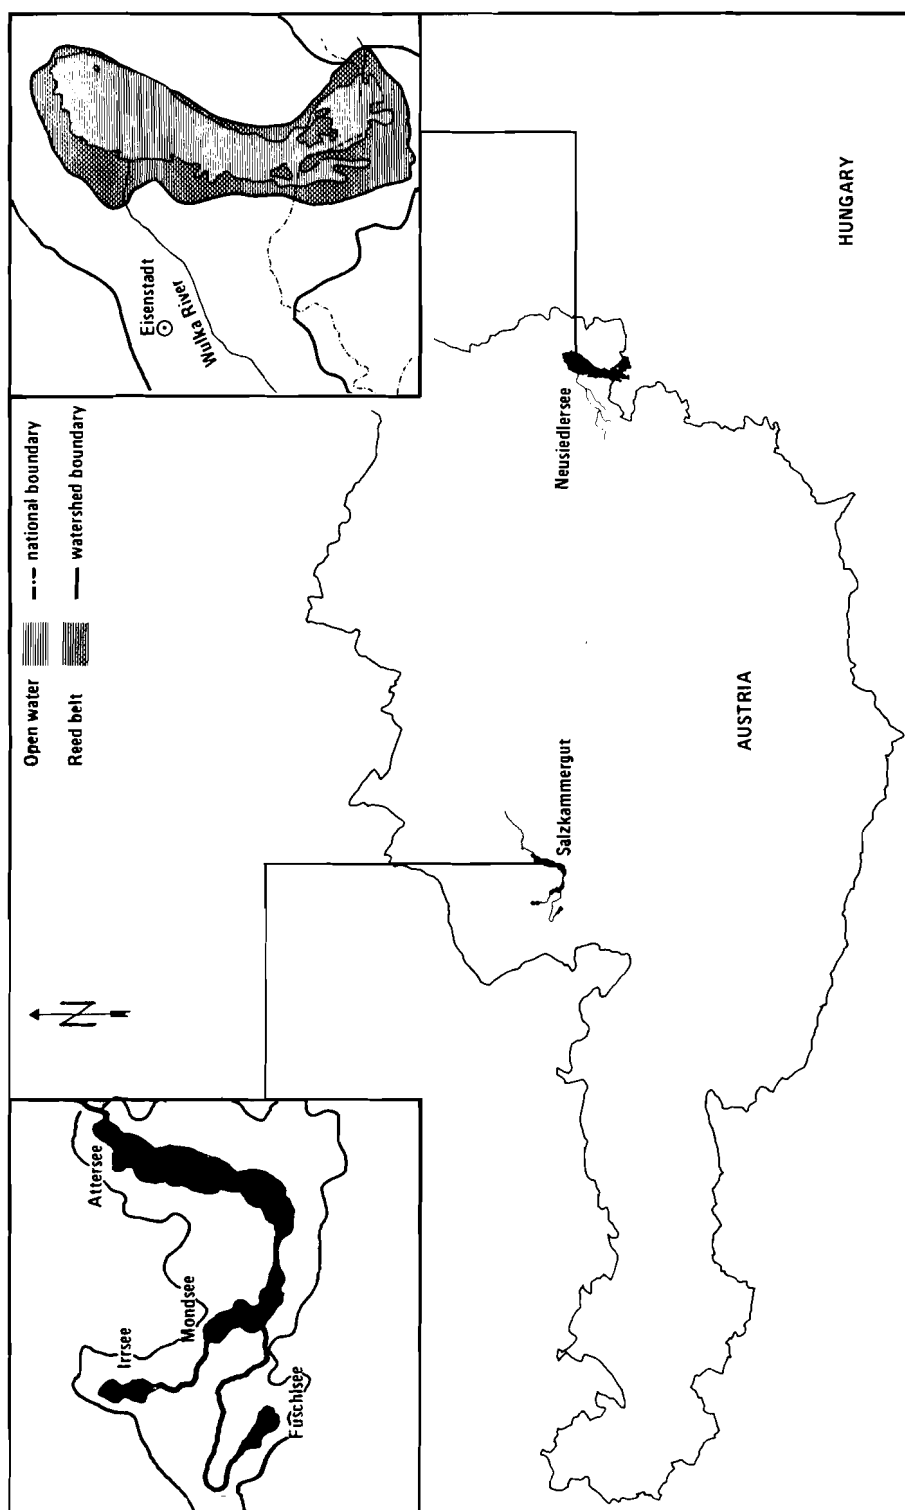 Attersee
Irrsee
Mondsee
Fuschlsee
N
Open water
national boundary
Reed belt
watershed boundary
Eisenstadt
Wulka River
Salzkammergut
Neusiedlersee
AUSTRIA
HUNGARY